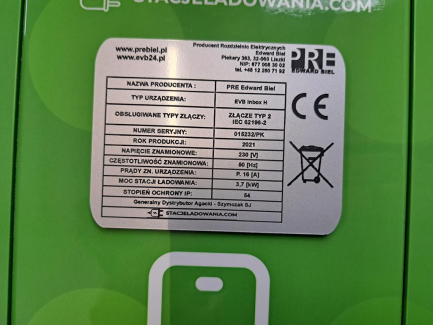 STACJELADOWANIA.COM
www.prebiel.pl
www.evb24.pl
Producent Rozdzielnic Elektrycznych
Edward Biel
Piekary 363, 32-060 Liszki
NIP: 677 008 30 02
tel. +48 12 280 71 92
PRE
EDWARD BIEL
NAZWA PRODUCENTA : PRE Edward Biel
TYP URZĄDZENIA: EVB Inbox H
OBSŁUGIWANE TYPY ZŁĄCZY: ZŁĄCZE TYP 2
IEC 62196-2
NUMER SERYJNY: 015232/PK
ROK PRODUKCJI: 2021
NAPIĘCIE ZNAMIONOWE: 230 [V]
CZĘSTOTLIWOŚĆ ZNAMIONOWA: 50 [Hz]
PRĄDY ZN. URZĄDZENIA: P. 16 [A]
MOC STACJI ŁADOWANIA: 3,7 [kW]
STOPIEŃ OCHRONY IP: 54
Generalny Dystrybutor Agacki - Szymczak SJ
STACJELADOWANIA.COM
CE